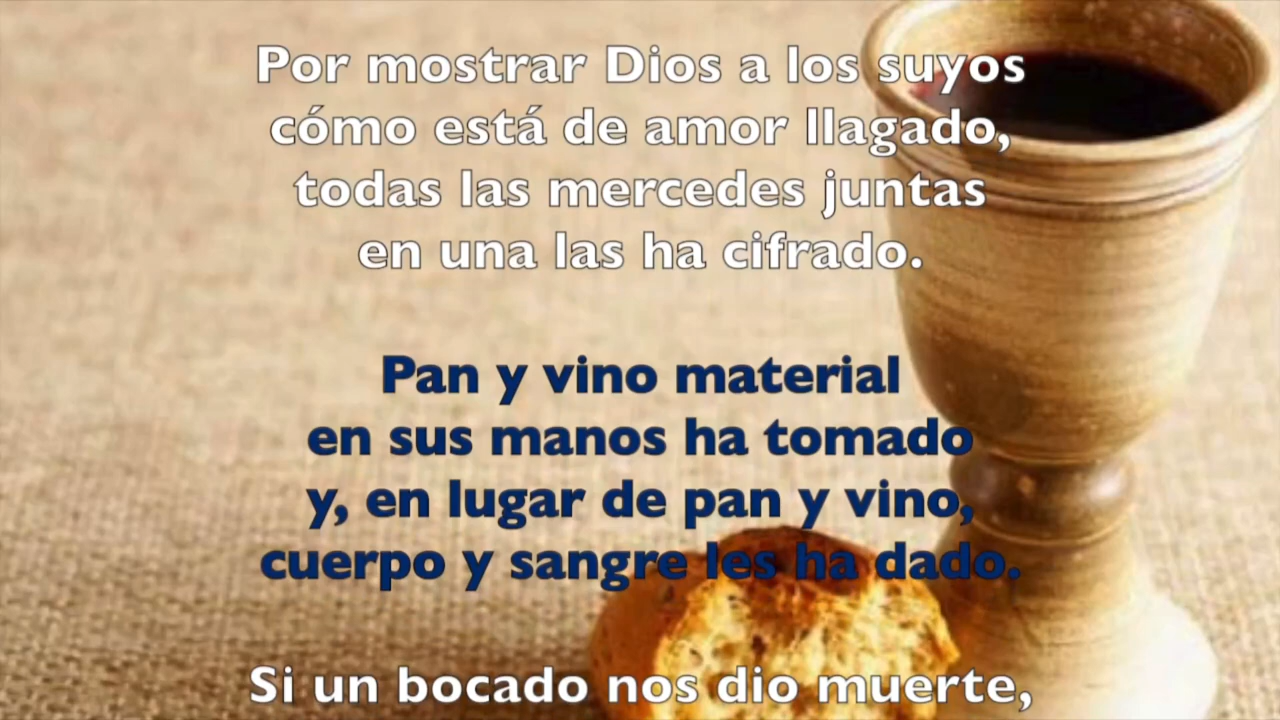 Por mostrar Dios a los suyos
cómo está de amor llagado,
todas las mercedes juntas
en una las ha cifrado.
Pan y vino material
en sus manos ha tomado
y, en lugar de pan y vino,
cuerpo y sangre les ha dado.
Si un bocado nos dio muerte,